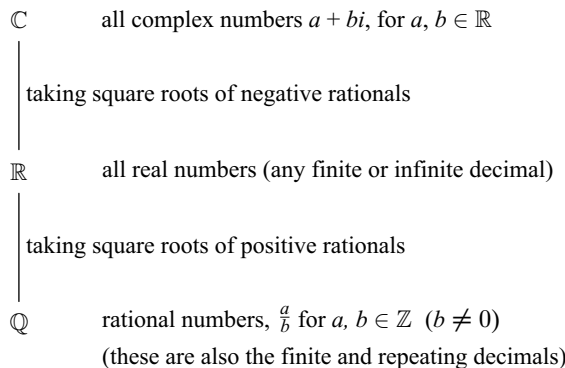 ℂ all complex numbers a + bi, for a, b ∈ ℝ
taking square roots of negative rationals
ℝ all real numbers (any finite or infinite decimal)
taking square roots of positive rationals
ℚ rational numbers, a/b for a, b ∈ ℤ (b ≠ 0)
(these are also the finite and repeating decimals)